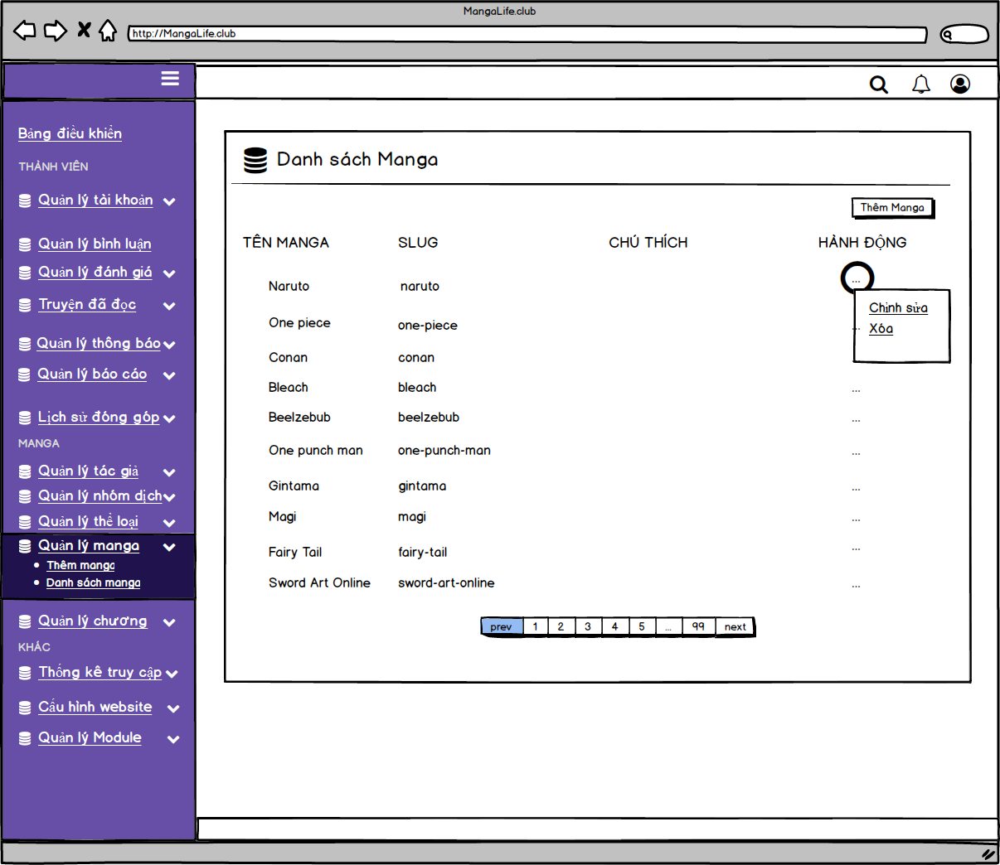 MangaLife.club
http://MangaLife.club
Bảng điều khiển
THÀNH VIÊN
Quản lý tài khoản
Quản lý bình luận
Quản lý đánh giá
Truyện đã đọc
Quản lý thông báo
Quản lý báo cáo
Lịch sử đóng góp
MANGA
Quản lý tác giả
Quản lý nhóm dịch
Quản lý thể loại
Quản lý manga
Thêm manga
Danh sách manga
Quản lý chương
KHÁC
Thống kê truy cập
Cấu hình website
Quản lý Module
Danh sách Manga
Thêm Manga
TÊN MANGA SLUG CHÚ THÍCH HÀNH ĐỘNG
Naruto naruto ...
Chỉnh sửa
Xóa
One piece one-piece
Conan conan
Bleach bleach ...
Beelzebub beelzebub ...
One punch man one-punch-man ...
Gintama gintama ...
Magi magi ...
Fairy Tail fairy-tail ...
Sword Art Online sword-art-online ...
prev 1 2 3 4 5 ... 99 next